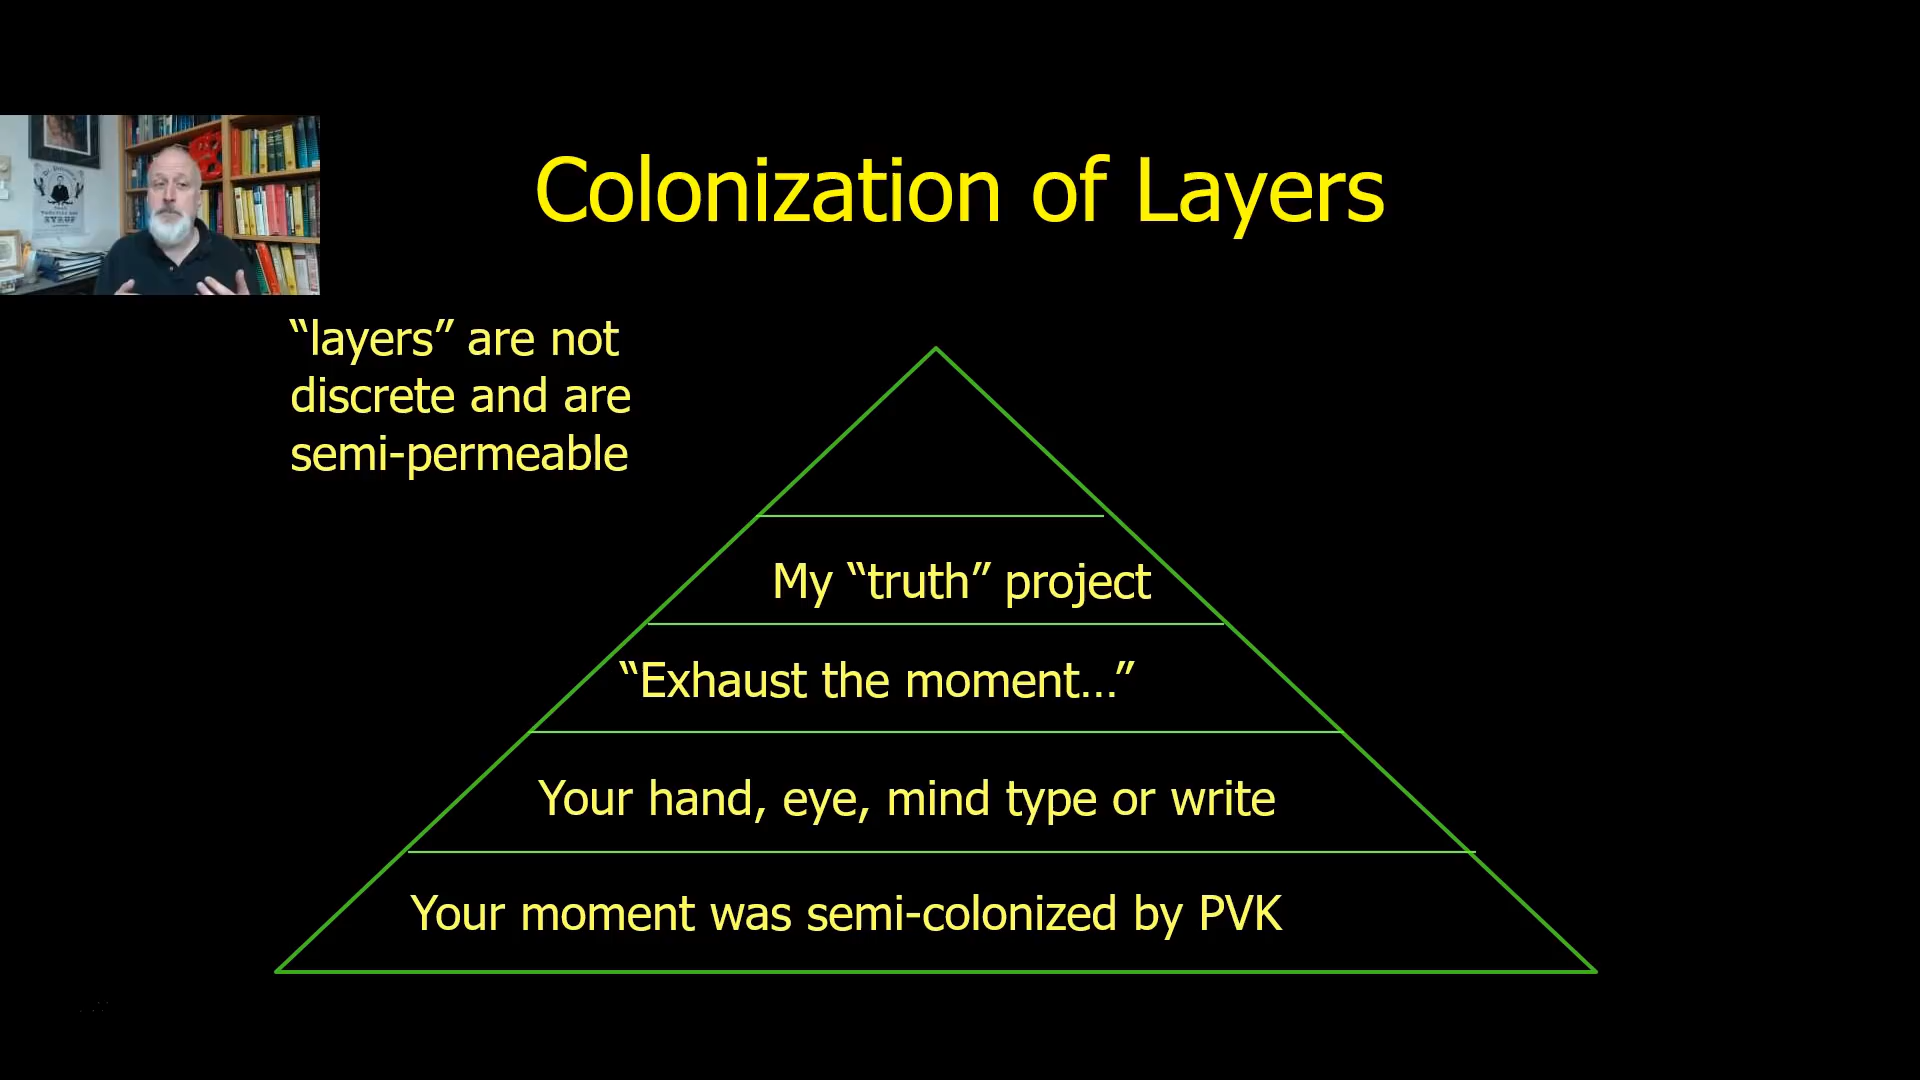 Colonization of Layers
“layers” are not
discrete and are
semi-permeable
My “truth” project
“Exhaust the moment…”
Your hand, eye, mind type or write
Your moment was semi-colonized by PVK
SYRUP